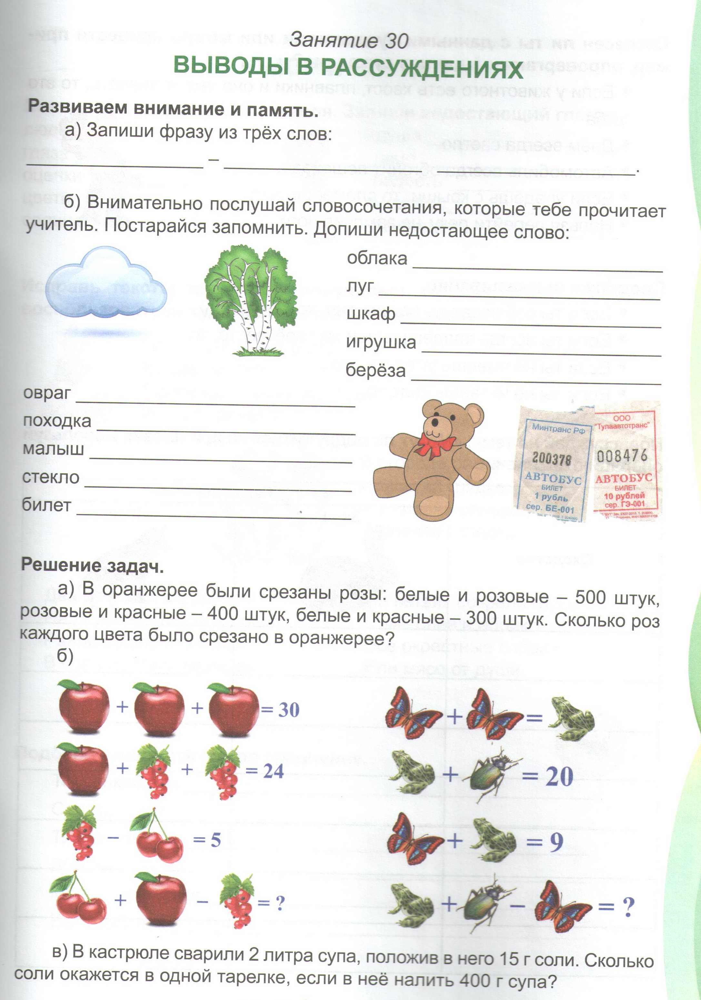 Занятие 30
ВЫВОДЫ В РАССУЖДЕНИЯХ
Развиваем внимание и память.
а) Запиши фразу из трёх слов:
–
.
б) Внимательно послушай словосочетания, которые тебе прочитает
учитель. Постарайся запомнить. Допиши недостающее слово:
облака
луг
шкаф
игрушка
берёза
овраг
походка
малыш
стекло
билет
Минтранс РФ
200378
АВТОБУС
БИЛЕТ
1 рубль
сер. БЕ-001
ООО
"Тулаавтотранс"
008476
АВТОБУС
БИЛЕТ
10 рублей
сер. ГЭ-001
Решение задач.
а) В оранжерее были срезаны розы: белые и розовые – 500 штук,
розовые и красные – 400 штук, белые и красные – 300 штук. Сколько роз
каждого цвета было срезано в оранжерее?
б)
+ + = 30
+ + = 24
– = 5
+ – = ?
+ =
+ = 20
+ = 9
+ – = ?
в) В кастрюле сварили 2 литра супа, положив в него 15 г соли. Сколько
соли окажется в одной тарелке, если в неё налить 400 г супа?